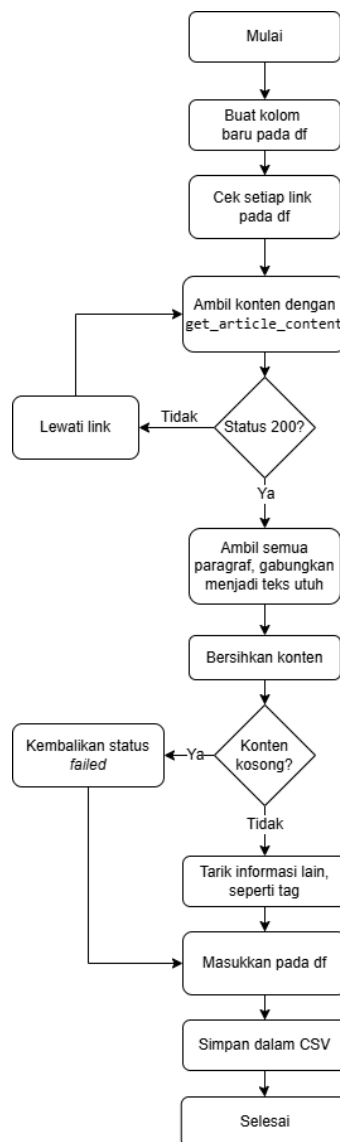 Mulai
Buat kolom
baru pada df
Cek setiap link
pada df
Ambil konten dengan
get_article_content
Lewati link
Tidak
Status 200?
Ya
Ambil semua
paragraf, gabungkan
menjadi teks utuh
Bersihkan konten
Kembalikan status
failed
Ya
Konten
kosong?
Tidak
Tarik informasi lain,
seperti tag
Masukkan pada df
Simpan dalam CSV
Selesai